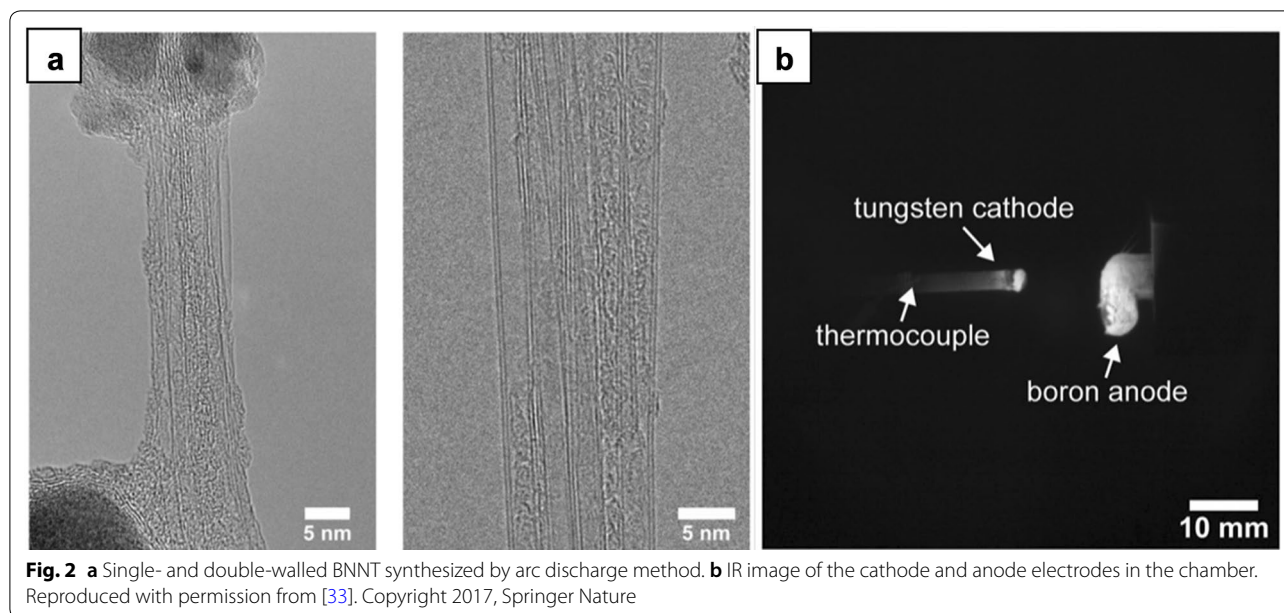 a
5 nm
5 nm
b
tungsten cathode
thermocouple
boron anode
10 mm
Fig. 2 a Single- and double-walled BNNT synthesized by arc discharge method. b IR image of the cathode and anode electrodes in the chamber.
Reproduced with permission from [33]. Copyright 2017, Springer Nature